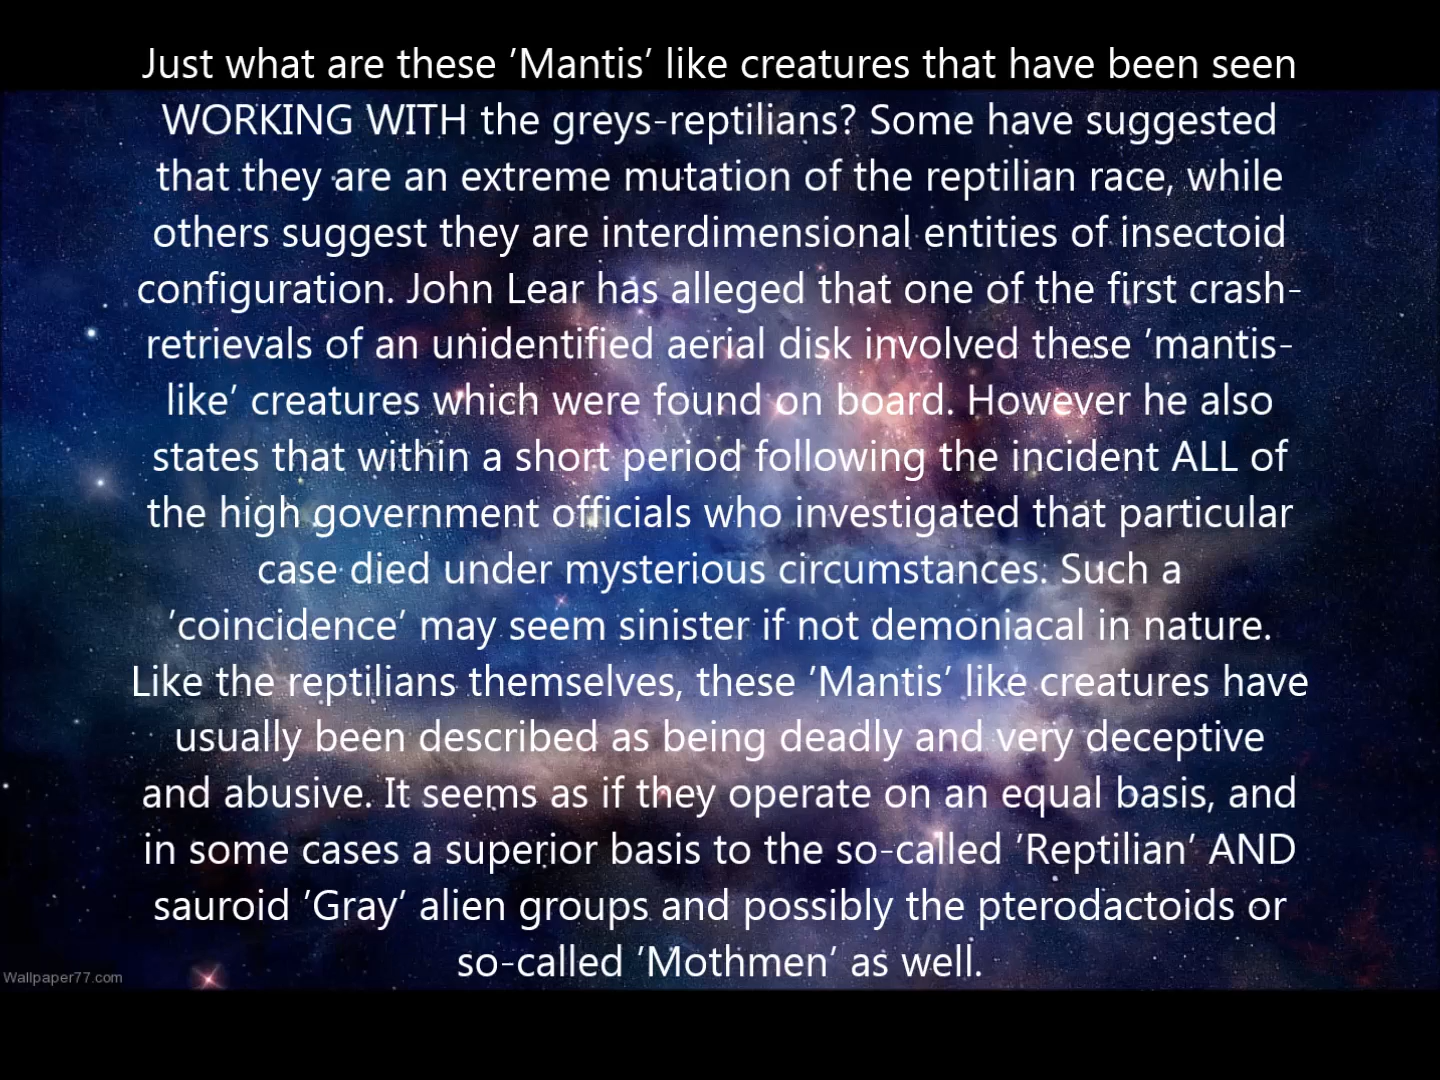 Just what are these ‘Mantis’ like creatures that have been seen
WORKING WITH the greys-reptilians? Some have suggested
that they are an extreme mutation of the reptilian race, while
others suggest they are interdimensional entities of insectoid
configuration. John Lear has alleged that one of the first crash-
retrievals of an unidentified aerial disk involved these ‘mantis-
like’ creatures which were found on board. However he also
states that within a short period following the incident ALL of
the high government officials who investigated that particular
case died under mysterious circumstances. Such a
‘coincidence’ may seem sinister if not demoniacal in nature.
Like the reptilians themselves, these ‘Mantis’ like creatures have
usually been described as being deadly and very deceptive
and abusive. It seems as if they operate on an equal basis, and
in some cases a superior basis to the so-called ‘Reptilian’ AND
sauroid ‘Gray’ alien groups and possibly the pterodactoids or
so-called ‘Mothmen’ as well.
Wallpaper77.com